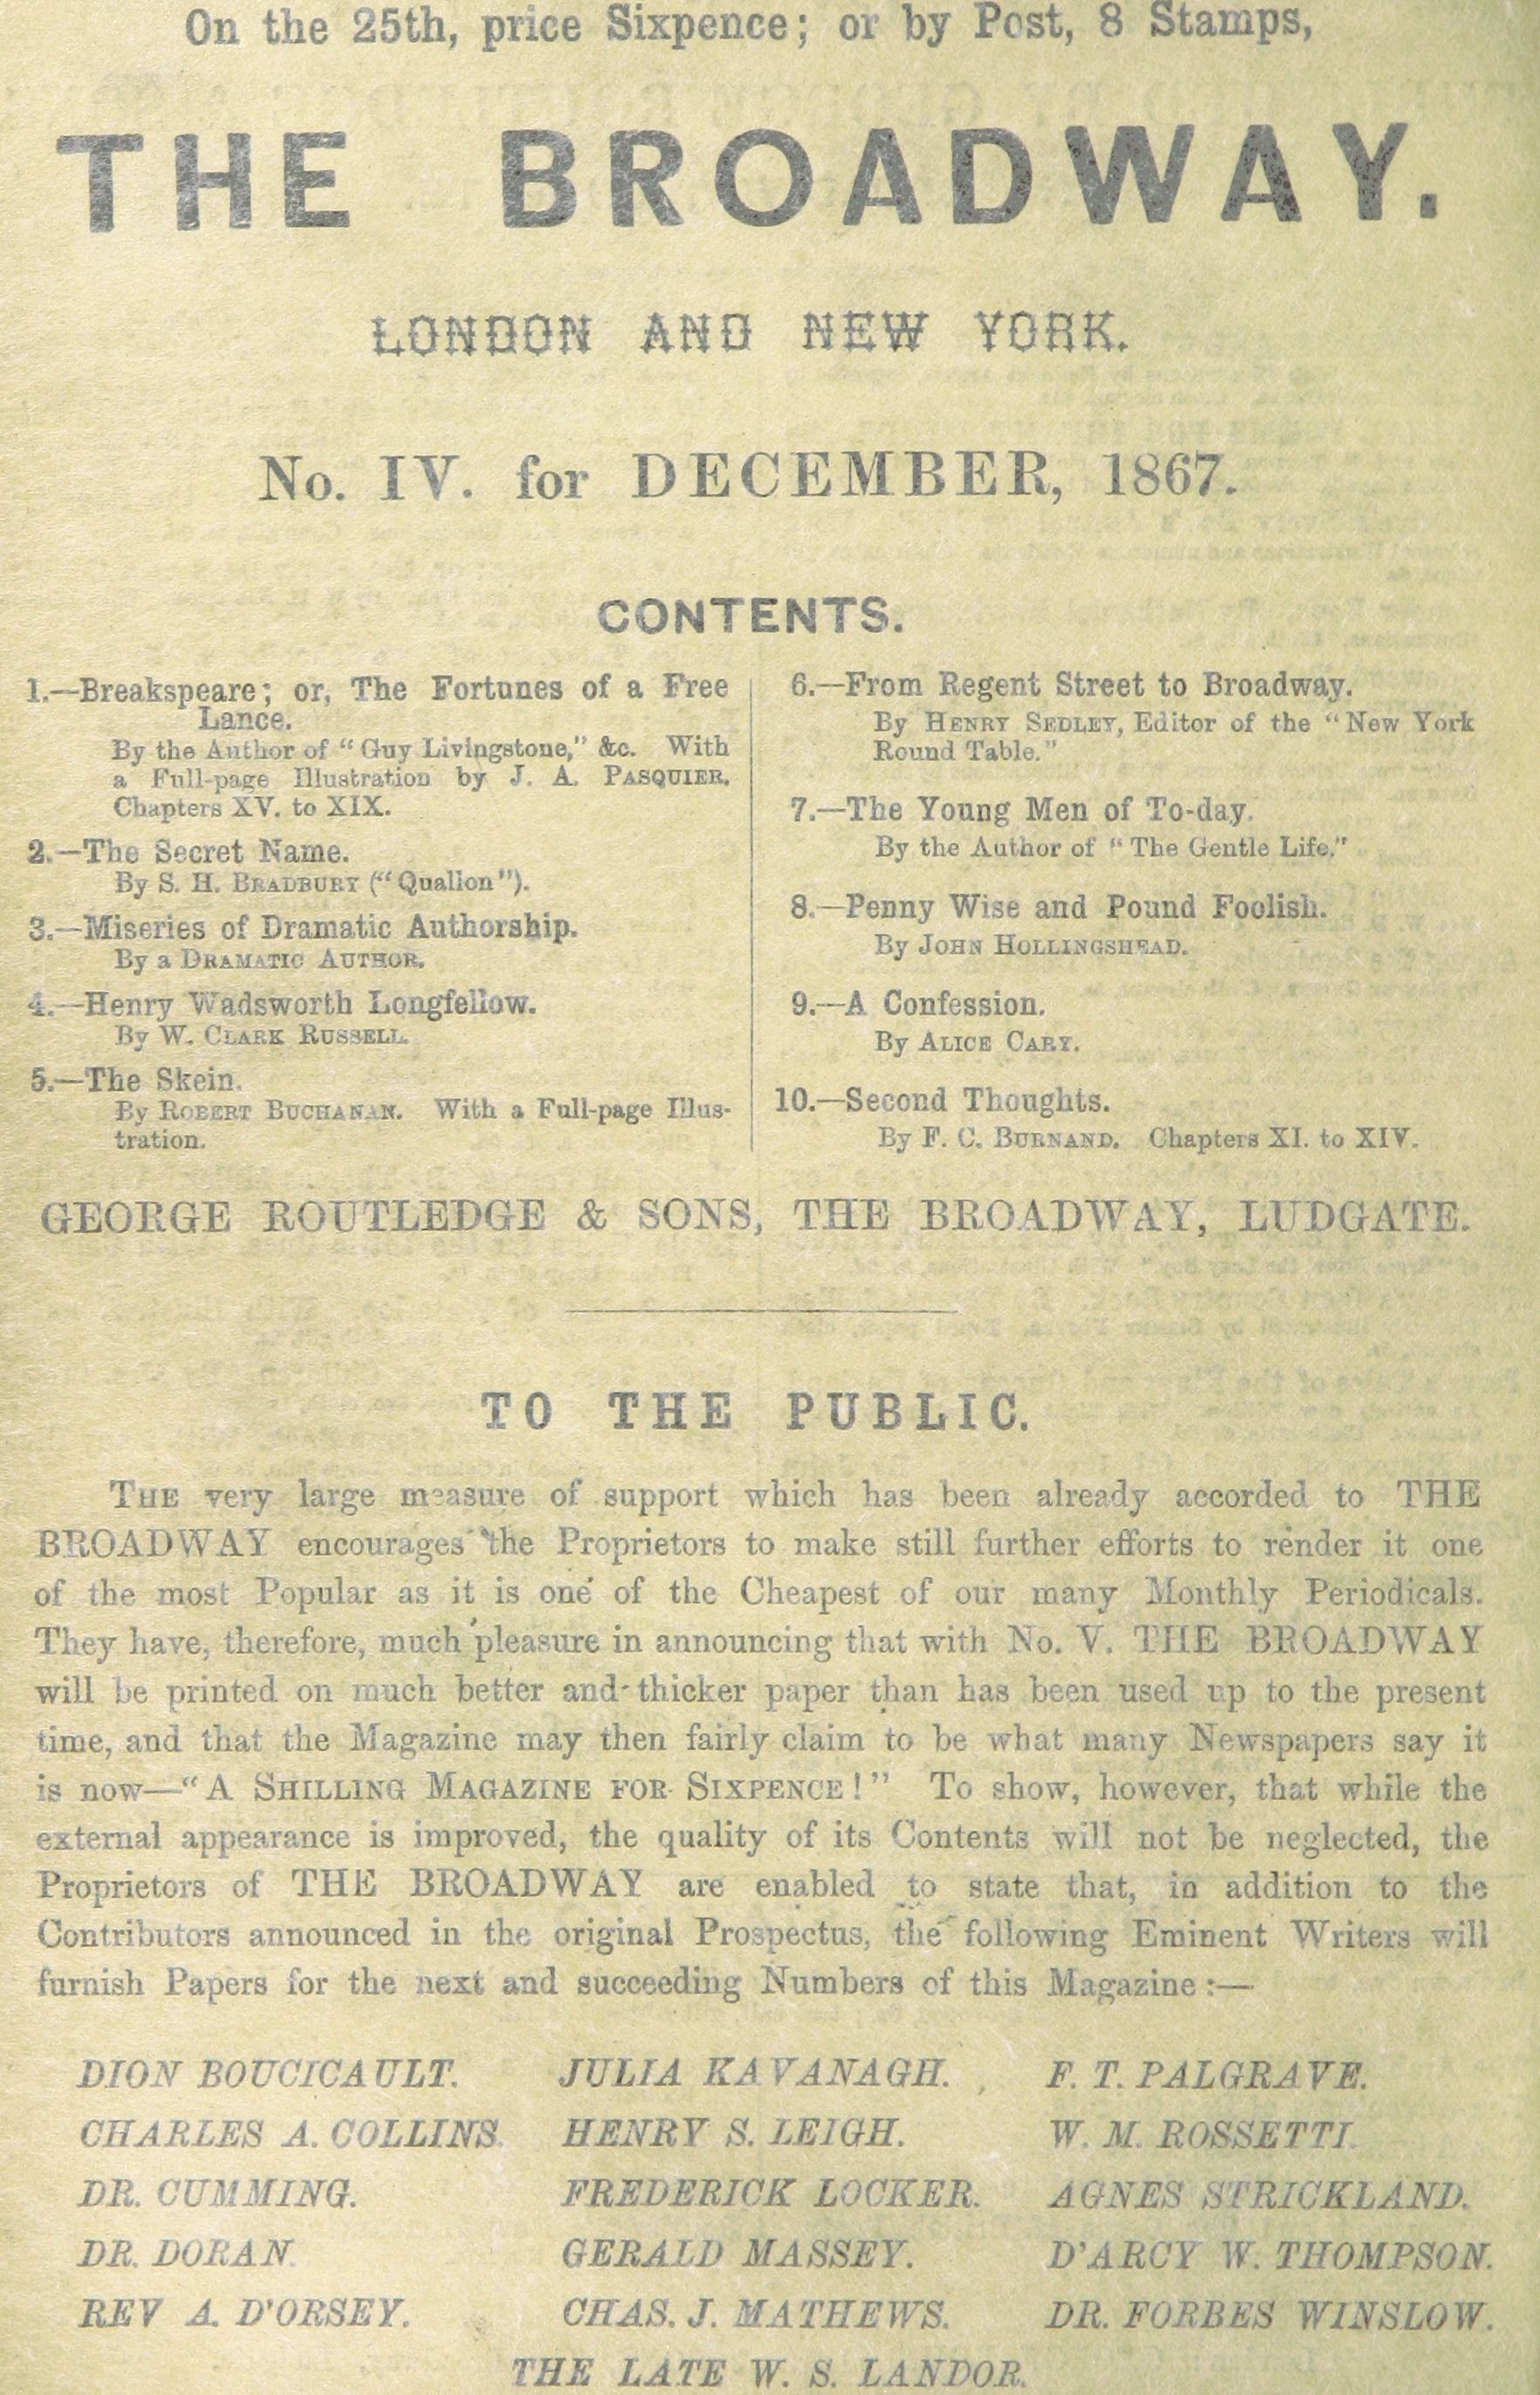 On the 25th, price Sixpence; or by Post, 8 Stamps,
THE BROADWAY.
LONDON AND NEW YORK.
No. IV. for DECEMBER, 1867.
CONTENTS.
1.—Breakspeare; or, The Fortunes of a Free
Lance.
By the Author of "Guy Livingstone," &c. With
a Full-page Illustration by J. A. PASQUIER.
Chapters XV. to XIX.
2.—The Secret Name.
By S. H. BRADBURY ("Quallon").
3.—Miseries of Dramatic Authorship.
By a DRAMATIC AUTHOR.
4.—Henry Wadsworth Longfellow.
By W. CLARK RUSSELL.
5.—The Skein.
By ROBERT BUCHANAN. With a Full-page Illus-
tration.
6.—From Regent Street to Broadway.
By HENRY SEDLEY, Editor of the "New York
Round Table."
7.—The Young Men of To-day.
By the Author of "The Gentle Life."
8.—Penny Wise and Pound Foolish.
By JOHN HOLLINGSHEAD.
9.—A Confession.
By ALICE CARY.
10.—Second Thoughts.
By F. C. BURNAND. Chapters XI. to XIV.
GEORGE ROUTLEDGE & SONS, THE BROADWAY, LUDGATE.
TO THE PUBLIC.
THE very large measure of support which has been already accorded to THE
BROADWAY encourages the Proprietors to make still further efforts to render it one
of the most Popular as it is one of the Cheapest of our many Monthly Periodicals.
They have, therefore, much pleasure in announcing that with No. V. THE BROADWAY
will be printed on much better and thicker paper than has been used up to the present
time, and that the Magazine may then fairly claim to be what many Newspapers say it
is now—"A SHILLING MAGAZINE FOR SIXPENCE!" To show, however, that while the
external appearance is improved, the quality of its Contents will not be neglected, the
Proprietors of THE BROADWAY are enabled to state that, in addition to the
Contributors announced in the original Prospectus, the following Eminent Writers will
furnish Papers for the next and succeeding Numbers of this Magazine:—
DION BOUCICAULT. JULIA KAVANAGH. F. T. PALGRAVE.
CHARLES A. COLLINS. HENRY S. LEIGH. W. M. ROSSETTI.
DR. CUMMING. FREDERICK LOCKER. AGNES STRICKLAND.
DR. DORAN. GERALD MASSEY. D'ARCY W. THOMPSON.
REV A. D'ORSEY. CHAS. J. MATHEWS. DR. FORBES WINSLOW.
THE LATE W. S. LANDOR.